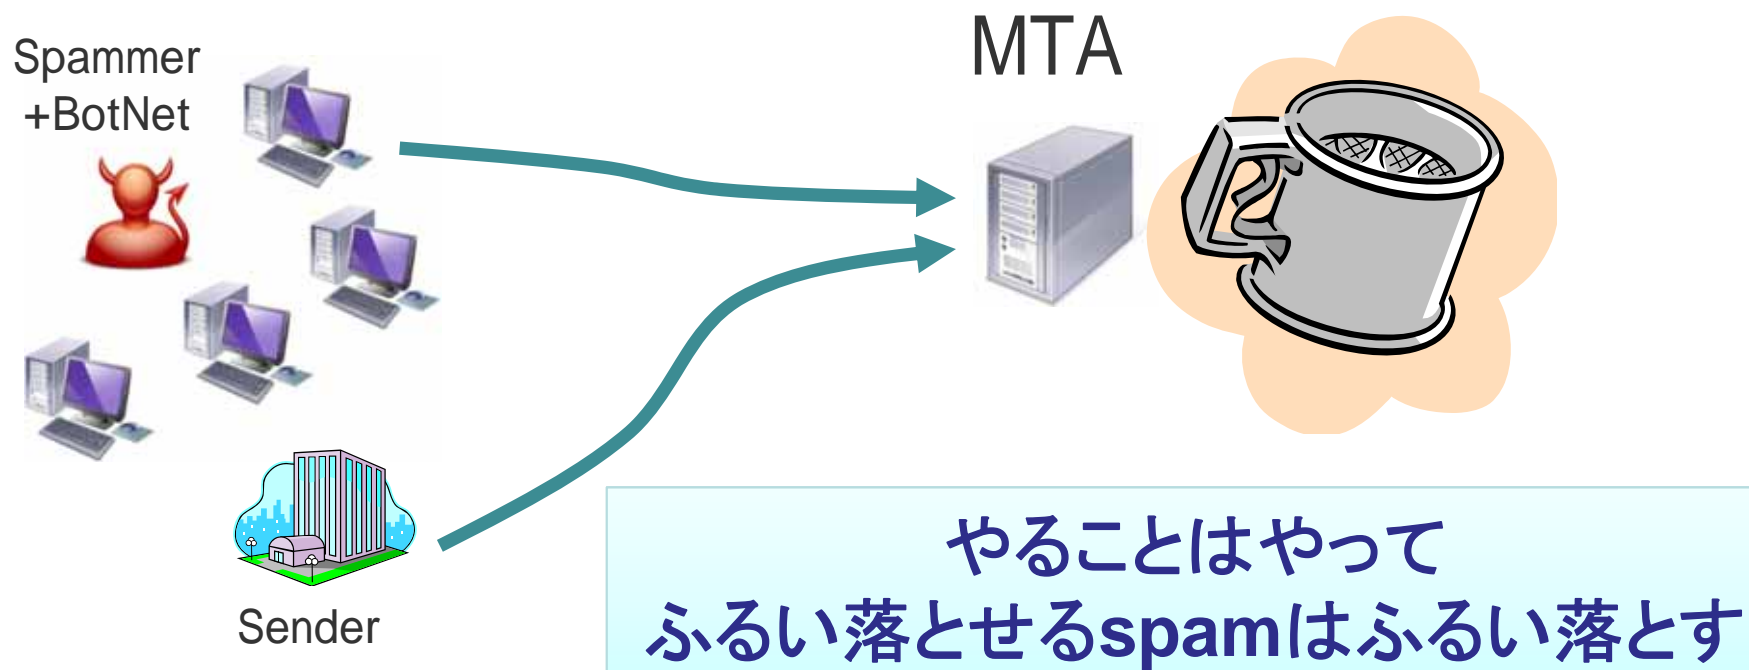 Spammer
+BotNet
MTA
Sender
やることはやって
ふるい落とせるspamはふるい落とす